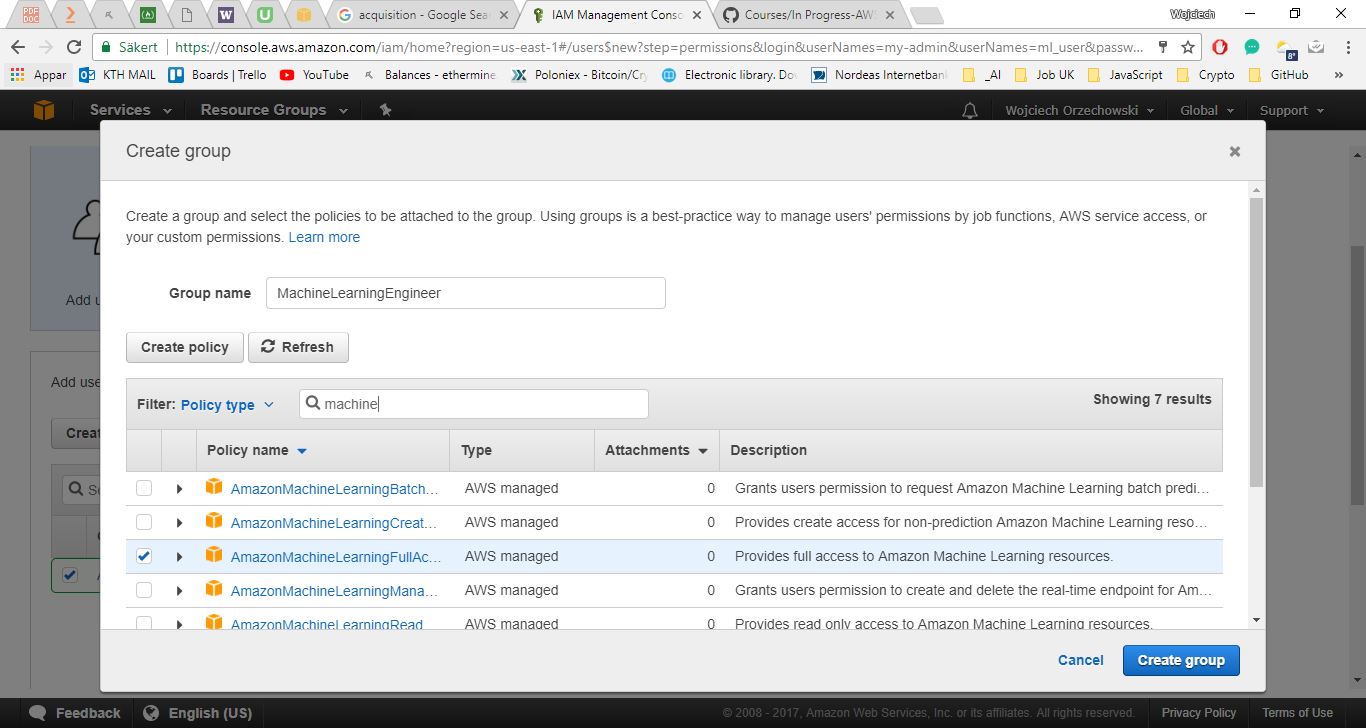 PDF DOC
W
U
acquisition - Google Sear
IAM Management Conso
Courses/In Progress-AWS
Wojciech
Säkert
https://console.aws.amazon.com/iam/home?region=us-east-1#/users$new?step=permissions&login&userNames=my-admin&userNames=ml_user&passw...
8°
Appar
KTH MAIL
Boards | Trello
YouTube
Balances - ethermine
Poloniex - Bitcoin/Cry
Electronic library. Dov
Nordeas Internetbank
_AI
Job UK
JavaScript
Crypto
GitHub
»
Services
Resource Groups
Wojciech Orzechowski
Global
Support
Create group
Create a group and select the policies to be attached to the group. Using groups is a best-practice way to manage users' permissions by job functions, AWS service access, or
your custom permissions. Learn more
Add u
Group name
MachineLearningEngineer
Create policy
Refresh
Add use
Filter: Policy type
machine
Showing 7 results
Creat
Policy name
Type
Attachments
Description
Se
AmazonMachineLearningBatch...
AWS managed
0
Grants users permission to request Amazon Machine Learning batch predi...
AmazonMachineLearningCreat...
AWS managed
0
Provides create access for non-prediction Amazon Machine Learning reso...
AmazonMachineLearningFullAc...
AWS managed
0
Provides full access to Amazon Machine Learning resources.
AmazonMachineLearningMana...
AWS managed
0
Grants users permission to create and delete the real-time endpoint for Am...
AmazonMachineLearningRead
AWS managed
0
Provides read only access to Amazon Machine Learning resources.
Cancel
Create group
Feedback
English (US)
© 2008 - 2017, Amazon Web Services, Inc. or its affiliates. All rights reserved.
Privacy Policy
Terms of Use